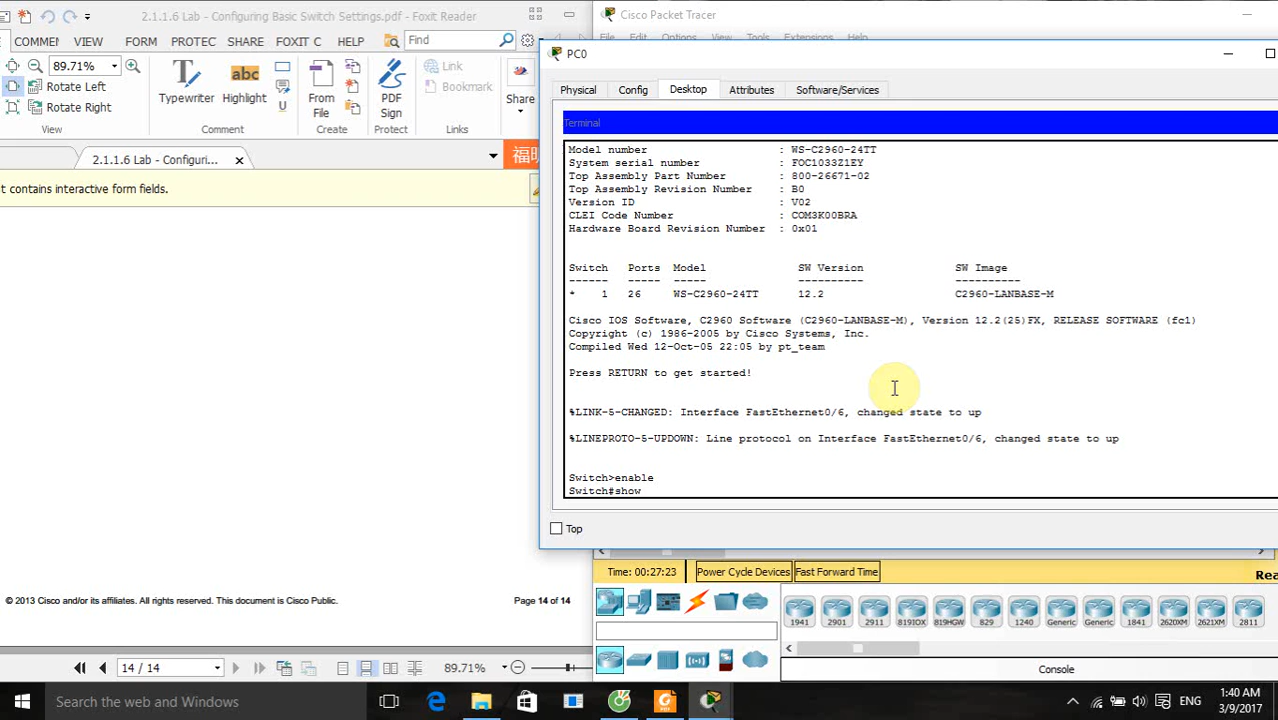 2.1.1.6 Lab - Configuring Basic Switch Settings.pdf - Foxit Reader
COMMEN VIEW FORM PROTEC SHARE FOXIT C HELP Find
89.71%
Rotate Left
Rotate Right
View
Typewriter
Highlight
Comment
From File
Create
PDF Sign
Protect
Link
Bookmark
Links
Share
2.1.1.6 Lab - Configuri...
福
t contains interactive form fields.
© 2013 Cisco and/or its affiliates. All rights reserved. This document is Cisco Public.
Page 14 of 14
14 / 14
89.71%
Cisco Packet Tracer
File Edit Options View Tools Extensions Help
PC0
Physical Config Desktop Attributes Software/Services
Terminal
Model number : WS-C2960-24TT
System serial number : FOC1033Z1EY
Top Assembly Part Number : 800-26671-02
Top Assembly Revision Number : B0
Version ID : V02
CLEI Code Number : COM3K00BRA
Hardware Board Revision Number : 0x01
Switch Ports Model SW Version SW Image
------ ----- ----- ---------- ----------
* 1 26 WS-C2960-24TT 12.2 C2960-LANBASE-M
Cisco IOS Software, C2960 Software (C2960-LANBASE-M), Version 12.2(25)FX, RELEASE SOFTWARE (fc1)
Copyright (c) 1986-2005 by Cisco Systems, Inc.
Compiled Wed 12-Oct-05 22:05 by pt_team
Press RETURN to get started!
%LINK-5-CHANGED: Interface FastEthernet0/6, changed state to up
%LINEPROTO-5-UPDOWN: Line protocol on Interface FastEthernet0/6, changed state to up
Switch>enable
Switch#show
Top
Time: 00:27:23 Power Cycle Devices Fast Forward Time
Rea
1941 2901 2911 819IOX 819HGW 829 1240 Generic Generic 1841 2620XM 2621XM 2811
Console
Search the web and Windows
ENG
1:40 AM
3/9/2017